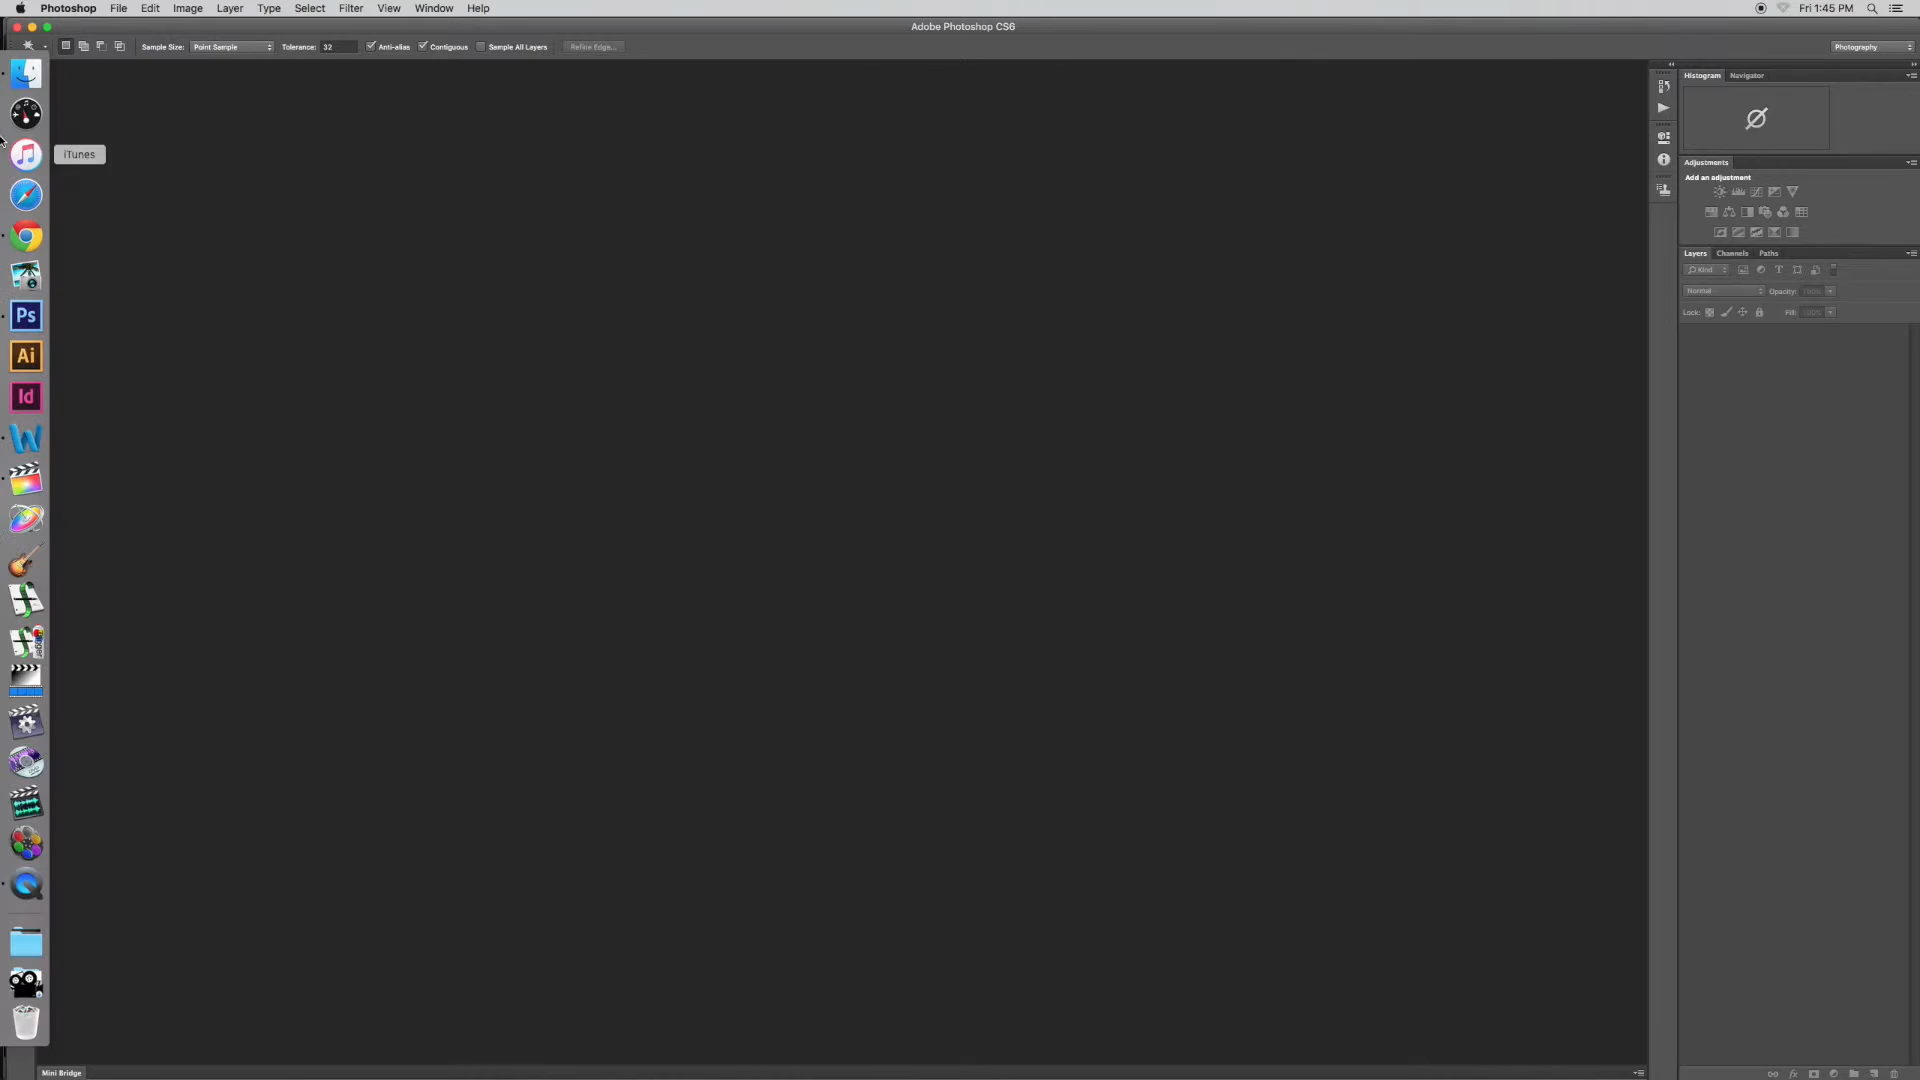 Photoshop File Edit Image Layer Type Select Filter View Window Help Fri 1:45 PM
Adobe Photoshop CS6
Sample Size: Point Sample Tolerance: 32 Anti-alias Contiguous Sample All Layers Refine Edge... Photography
Histogram Navigator
iTunes
Adjustments
Add an adjustment
Layers Channels Paths
Kind
Normal Opacity: 100%
Lock: Fill: 100%
Ps
Ai
Id
Mini Bridge